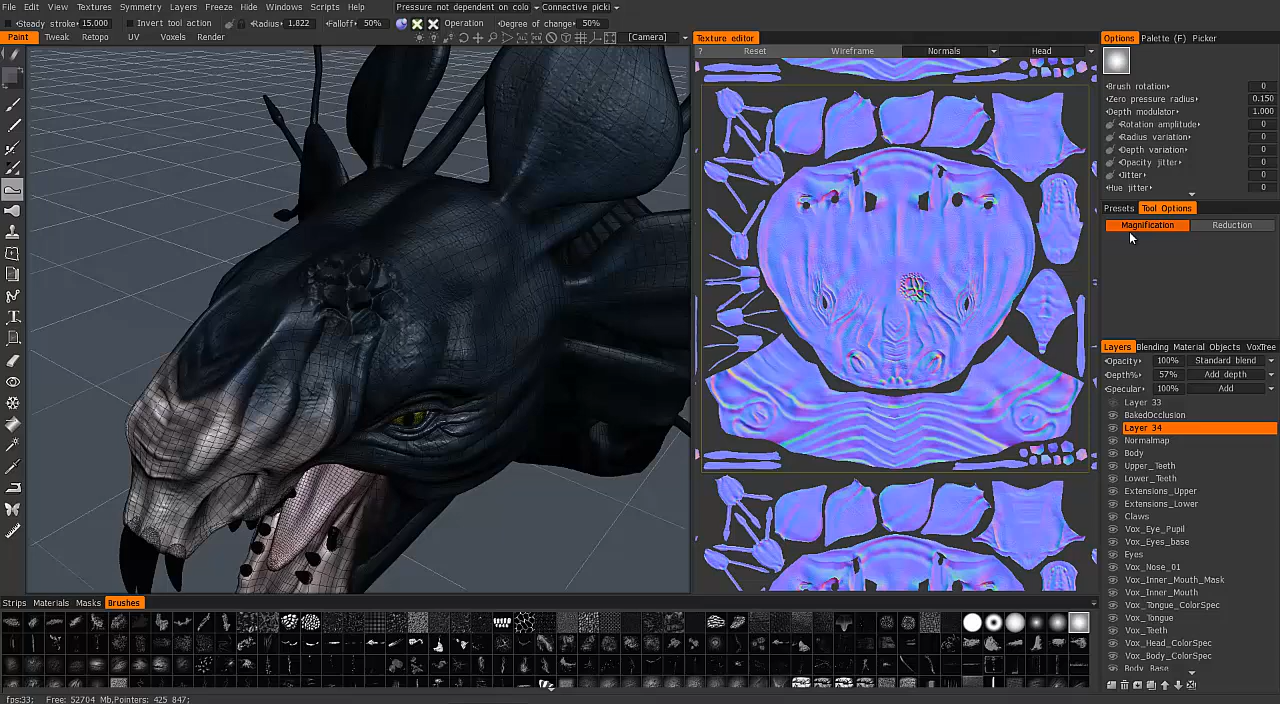 File Edit View Textures Symmetry Layers Freeze Hide Windows Scripts Help Pressure not dependent on colo Connective picki
Steady stroke 15.000 Invert tool action Radius 1.822 Falloff 50% Operation Degree of change 50%
Paint Tweak Retopo UV Voxels Render [Camera]
Texture editor
? Reset Wireframe Normals Head
Options Palette (F) Picker
Brush rotation 0
Zero pressure radius 0.150
Depth modulator 1.000
Rotation amplitude 0
Radius variation 0
Depth variation 0
Opacity jitter 0
Jitter 0
Hue jitter 0
Presets Tool Options
Magnification Reduction
Layers Blending Material Objects VoxTree
Opacity 100% Standard blend
Depth% 57% Add depth
Specular 100% Add
Layer 33
BakedOcclusion
Layer 34
Normalmap
Body
Upper_Teeth
Lower_Teeth
Extensions_Upper
Extensions_Lower
Claws
Vox_Eye_Pupil
Vox_Eyes_base
Eyes
Vox_Nose_01
Vox_Inner_Mouth_Mask
Vox_Inner_Mouth
Vox_Tongue_ColorSpec
Vox_Tongue
Vox_Teeth
Vox_Head_ColorSpec
Vox_Body_ColorSpec
Body_Base
Strips Materials Masks Brushes
fps:33; Free: 52704 Mb,Pointers: 425 847;